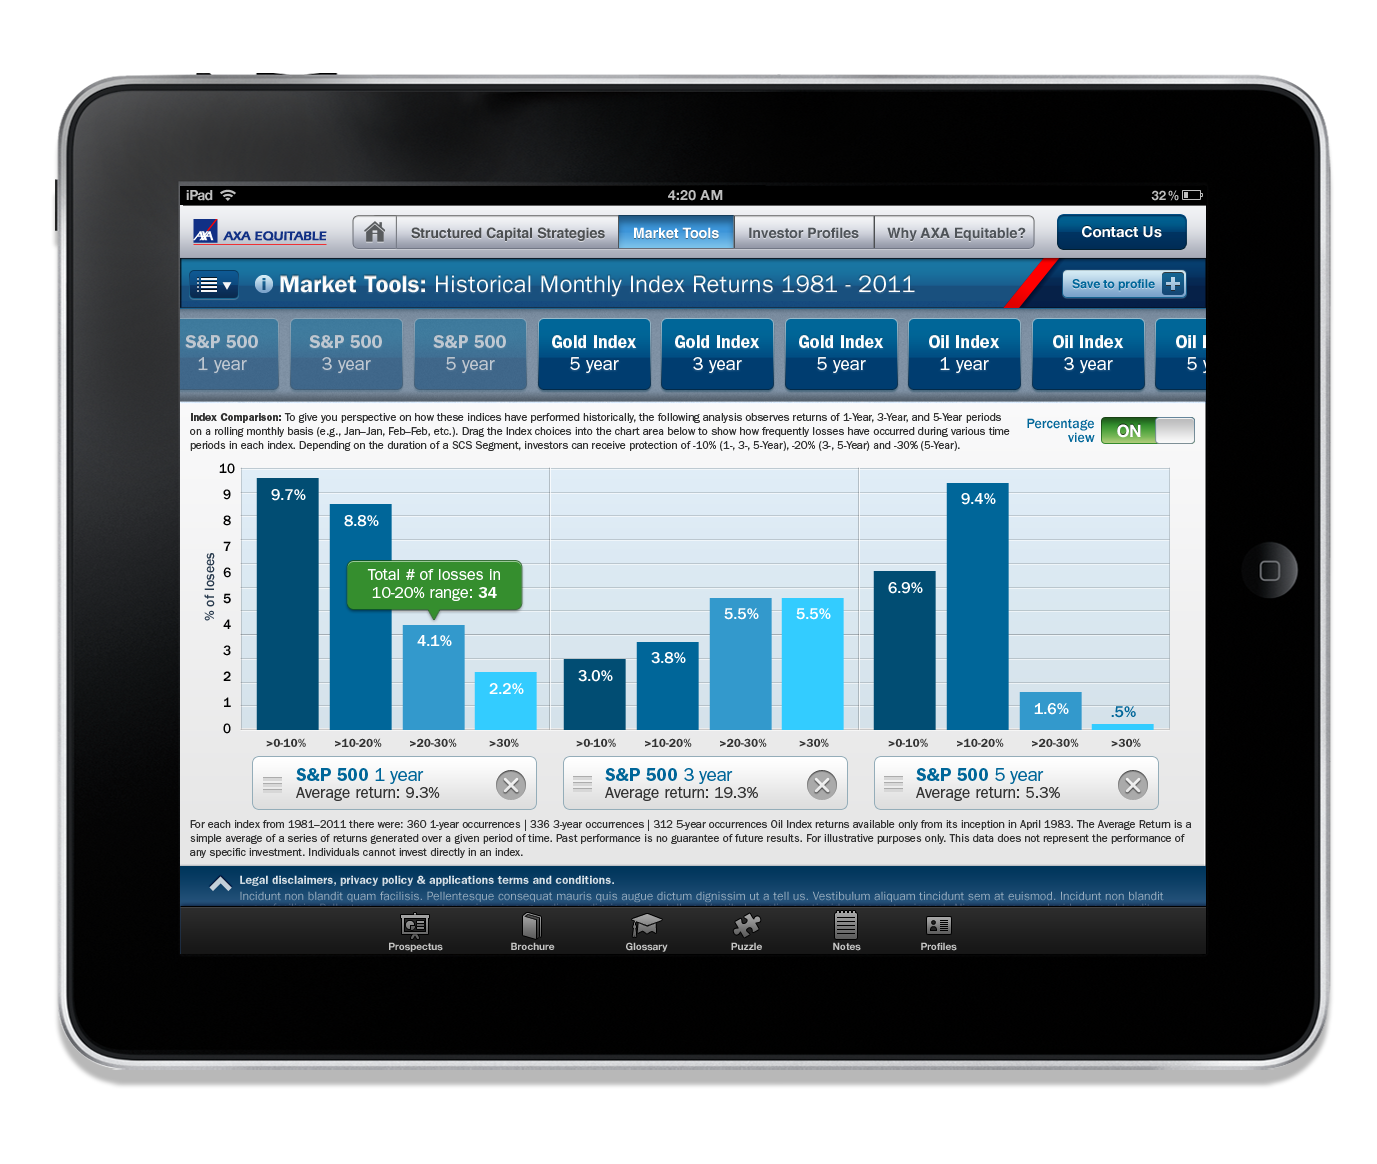 iPad
4:20 AM
32%
AXA EQUITABLE
Structured Capital Strategies
Market Tools
Investor Profiles
Why AXA Equitable?
Contact Us
Market Tools: Historical Monthly Index Returns 1981 - 2011
Save to profile
S&P 500
1 year
S&P 500
3 year
S&P 500
5 year
Gold Index
5 year
Gold Index
3 year
Gold Index
5 year
Oil Index
1 year
Oil Index
3 year
Oil I
5 y
Index Comparison: To give you perspective on how these indices have performed historically, the following analysis observes returns of 1-Year, 3-Year, and 5-Year periods
on a rolling monthly basis (e.g., Jan–Jan, Feb–Feb, etc.). Drag the Index choices into the chart area below to show how frequently losses have occurred during various time
periods in each index. Depending on the duration of a SCS Segment, investors can receive protection of -10% (1-, 3-, 5-Year), -20% (3-, 5-Year) and -30% (5-Year).
Percentage
view
ON
% of losees
10
9
8
7
6
5
4
3
2
1
0
9.7%
8.8%
4.1%
2.2%
Total # of losses in
10-20% range: 34
3.0%
3.8%
5.5%
5.5%
6.9%
9.4%
1.6%
.5%
>0-10%
>10-20%
>20-30%
>30%
>0-10%
>10-20%
>20-30%
>30%
>0-10%
>10-20%
>20-30%
>30%
S&P 500 1 year
Average return: 9.3%
S&P 500 3 year
Average return: 19.3%
S&P 500 5 year
Average return: 5.3%
For each index from 1981–2011 there were: 360 1-year occurrences | 336 3-year occurrences | 312 5-year occurrences Oil Index returns available only from its inception in April 1983. The Average Return is a
simple average of a series of returns generated over a given period of time. Past performance is no guarantee of future results. For illustrative purposes only. This data does not represent the performance of
any specific investment. Individuals cannot invest directly in an index.
Legal disclaimers, privacy policy & applications terms and conditions.
Incidunt non blandit quam facilisis. Pellentesque consequat mauris quis augue dictum dignissim ut a tell us. Vestibulum aliquam tincidunt sem at euismod. Incidunt non blandit
Prospectus
Brochure
Glossary
Puzzle
Notes
Profiles